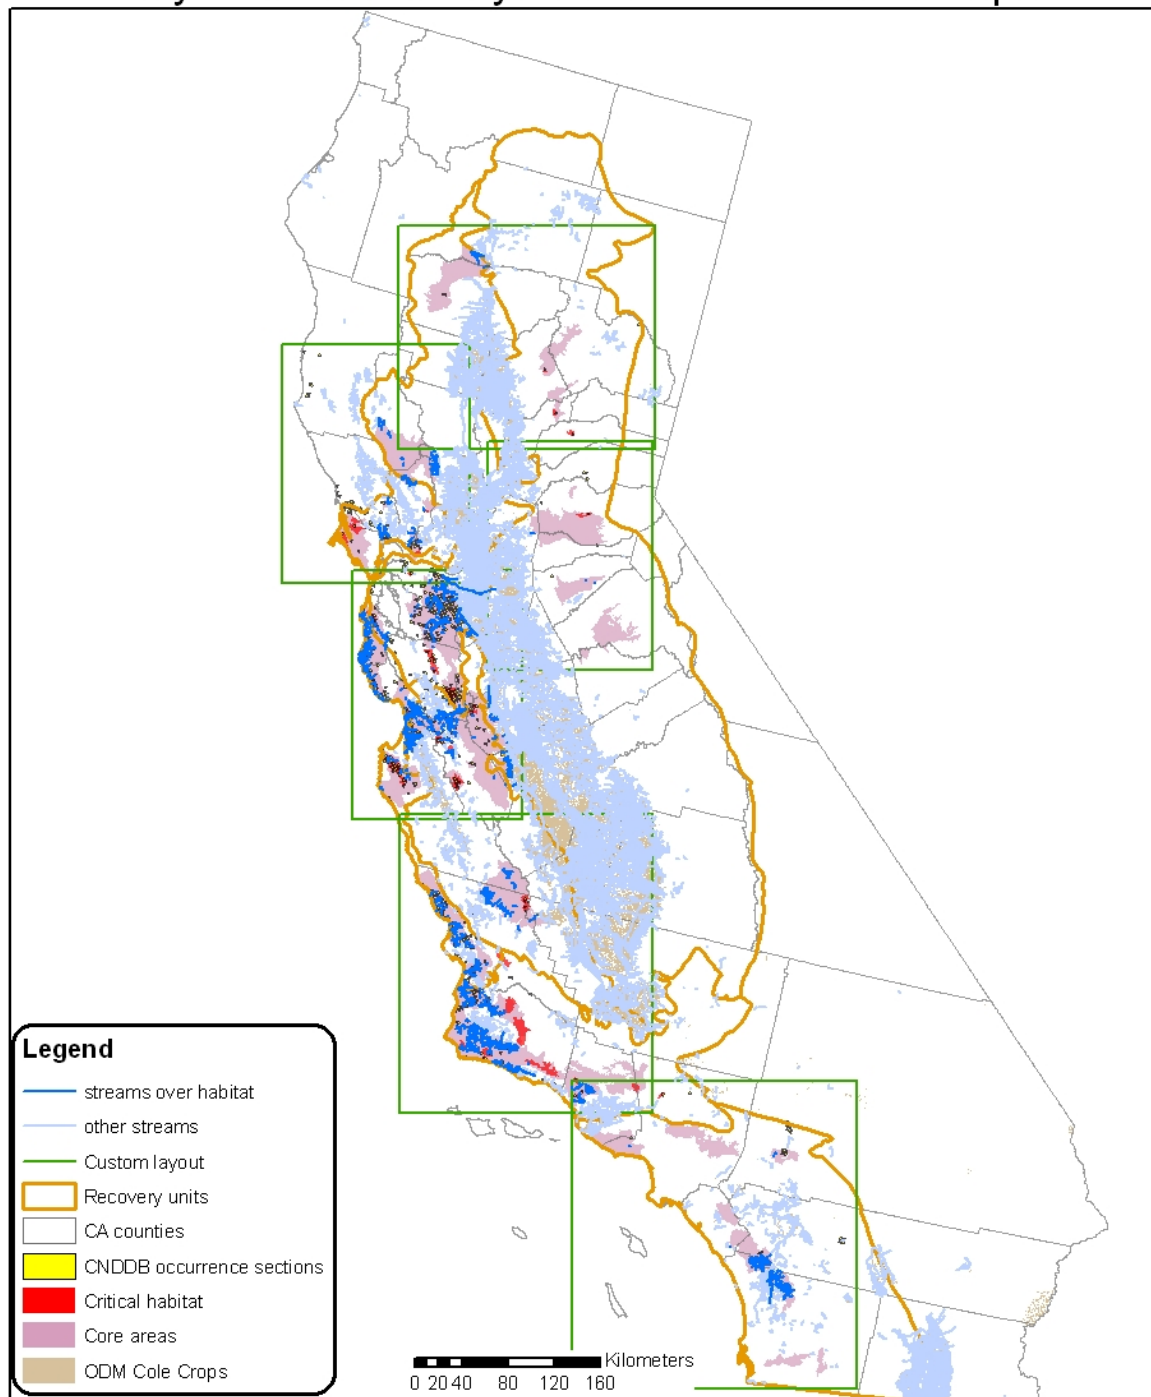 Legend
streams over habitat
other streams
Custom layout
Recovery units
CA counties
CNDDB occurrence sections
Critical habitat
Core areas
ODM Cole Crops
Kilometers
0 20 40 80 120 160